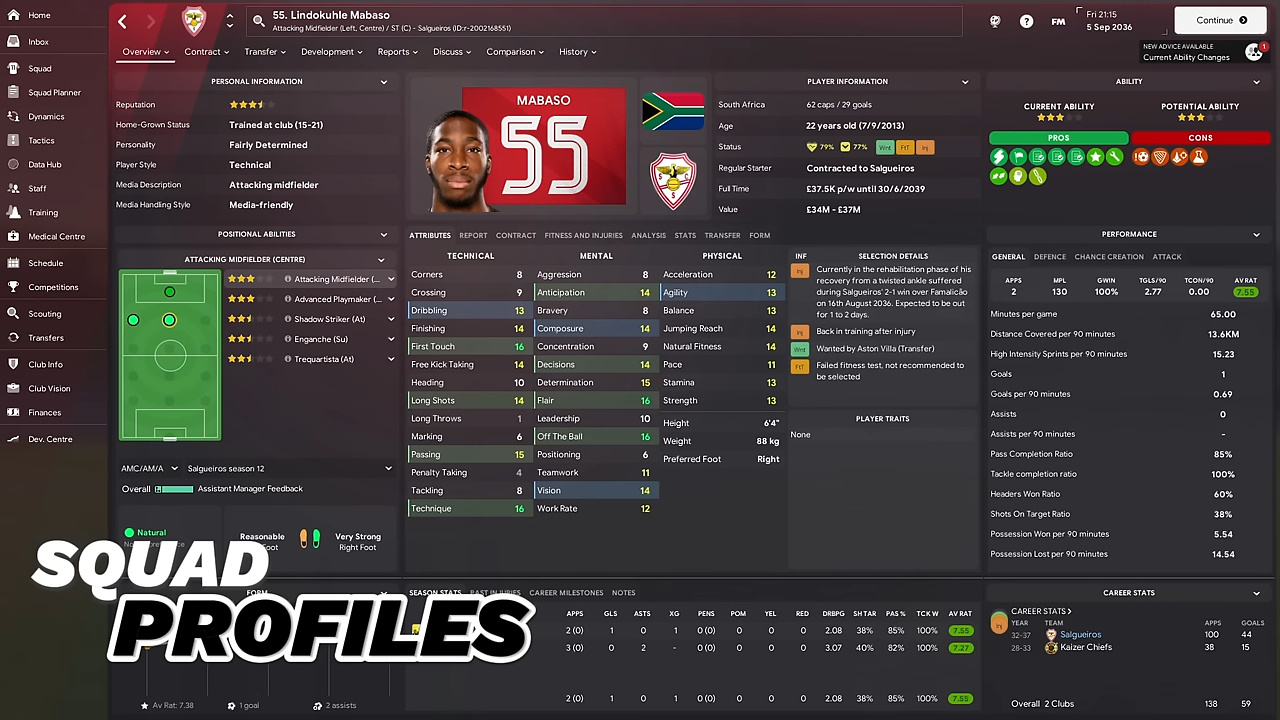 55. Lindokuhle Mabaso
Attacking Midfielder (Left, Centre) / ST (C) - Salgueiros (ID:r-2002168551)
FM
Fri 21:15
5 Sep 2036
Continue
Overview Contract Transfer Development Reports Discuss Comparison History
NEW ADVICE AVAILABLE
Current Ability Changes
1
Home
Inbox
Squad
Squad Planner
Dynamics
Tactics
Data Hub
Staff
Training
Medical Centre
Schedule
Competitions
Scouting
Transfers
Club Info
Club Vision
Finances
Dev. Centre
PERSONAL INFORMATION
Reputation
Home-Grown Status Trained at club (15-21)
Personality Fairly Determined
Player Style Technical
Media Description Attacking midfielder
Media Handling Style Media-friendly
MABASO
55
PLAYER INFORMATION
South Africa 62 caps / 29 goals
Age 22 years old (7/9/2013)
Status 79% 77% Wnt FtT Inj
Regular Starter Contracted to Salgueiros
Full Time £37.5K p/w until 30/6/2039
Value £34M - £37M
ABILITY
CURRENT ABILITY POTENTIAL ABILITY
PROS CONS
POSITIONAL ABILITIES
ATTACKING MIDFIELDER (CENTRE)
Attacking Midfielder (...
Advanced Playmaker (...
Shadow Striker (At)
Enganche (Su)
Trequartista (At)
AMC/AM/A Salgueiros season 12
Overall Assistant Manager Feedback
Natural
Reasonable
Very Strong
Right Foot
ATTRIBUTES REPORT CONTRACT FITNESS AND INJURIES ANALYSIS STATS TRANSFER FORM
TECHNICAL
Corners 8
Crossing 9
Dribbling 13
Finishing 14
First Touch 16
Free Kick Taking 14
Heading 10
Long Shots 14
Long Throws 1
Marking 6
Passing 15
Penalty Taking 4
Tackling 8
Technique 16
MENTAL
Aggression 8
Anticipation 14
Bravery 8
Composure 14
Concentration 9
Decisions 14
Determination 15
Flair 16
Leadership 10
Off The Ball 16
Positioning 6
Teamwork 11
Vision 14
Work Rate 12
PHYSICAL
Acceleration 12
Agility 13
Balance 13
Jumping Reach 14
Natural Fitness 14
Pace 11
Stamina 13
Strength 13
Height 6'4"
Weight 88 kg
Preferred Foot Right
INF SELECTION DETAILS
Inj Currently in the rehabilitation phase of his
recovery from a twisted ankle suffered
during Salgueiros' 2-1 win over Famalicão
on 16th August 2036. Expected to be out
for 1 to 2 days.
Inj Back in training after injury
Wnt Wanted by Aston Villa (Transfer)
FtT Failed fitness test, not recommended to
be selected
PLAYER TRAITS
None
PERFORMANCE
GENERAL DEFENCE CHANCE CREATION ATTACK
APPS MPL GWIN TGLS/90 TCON/90 AV RAT
2 130 100% 2.77 0.00 7.55
Minutes per game 65.00
Distance Covered per 90 minutes 13.6KM
High Intensity Sprints per 90 minutes 15.23
Goals 1
Goals per 90 minutes 0.69
Assists 0
Assists per 90 minutes -
Pass Completion Ratio 85%
Tackle completion ratio 100%
Headers Won Ratio 60%
Shots On Target Ratio 38%
Possession Won per 90 minutes 5.54
Possession Lost per 90 minutes 14.54
SQUAD
PROFILES
FORM
Av Rat: 7.38 1 goal 2 assists
SEASON STATS PAST INJURIES CAREER MILESTONES NOTES
APPS GLS ASTS XG PENS POM YEL RED DRBPG SH TAR PAS % TCK W AV RAT
2 (0) 1 0 1 0 (0) 0 0 0 2.08 38% 85% 100% 7.55
3 (0) 0 2 - 0 (0) 0 0 0 3.07 40% 82% 100% 7.27
2 (0) 1 0 1 0 (0) 0 0 0 2.08 38% 85% 100% 7.55
CAREER STATS
Inj
CAREER STATS
YEAR TEAM APPS GOALS
32-37 Salgueiros 100 44
28-33 Kaizer Chiefs 38 15
Overall 2 Clubs 138 59